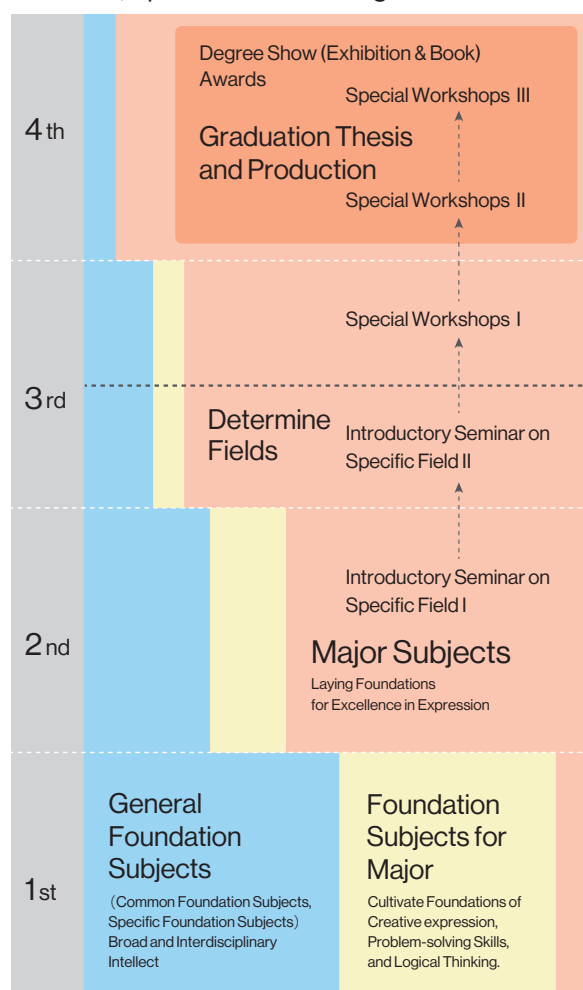 Degree Show (Exhibition & Book)
Awards
Special Workshops III
4th
Graduation Thesis
and Production
Special Workshops II
Special Workshops I
3rd
Determine
Fields
Introductory Seminar on
Specific Field II
Introductory Seminar on
Specific Field I
2nd
Major Subjects
Laying Foundations
for Excellence in Expression
1st
General
Foundation
Subjects
(Common Foundation Subjects,
Specific Foundation Subjects)
Broad and Interdisciplinary
Intellect
Foundation
Subjects for
Major
Cultivate Foundations of
Creative expression,
Problem-solving Skills,
and Logical Thinking.